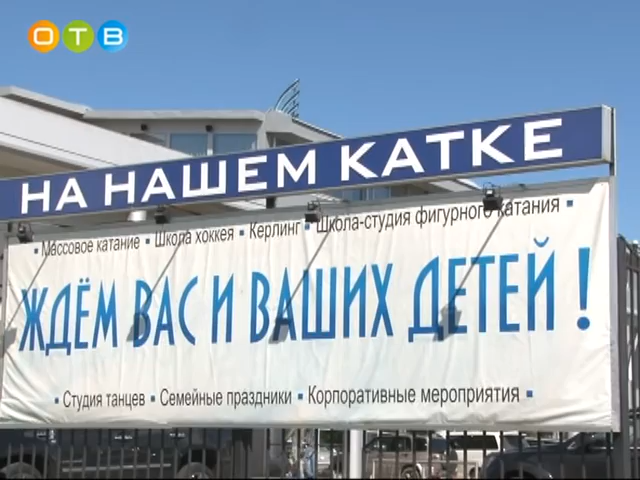 ОТВ
НА НАШЕМ КАТКЕ
▪ Массовое катание ▪ Школа хоккея ▪ Керлинг ▪ Школа-студия фигурного катания ▪
ЖДЁМ ВАС И ВАШИХ ДЕТЕЙ !
▪ Студия танцев ▪ Семейные праздники ▪ Корпоративные мероприятия ▪